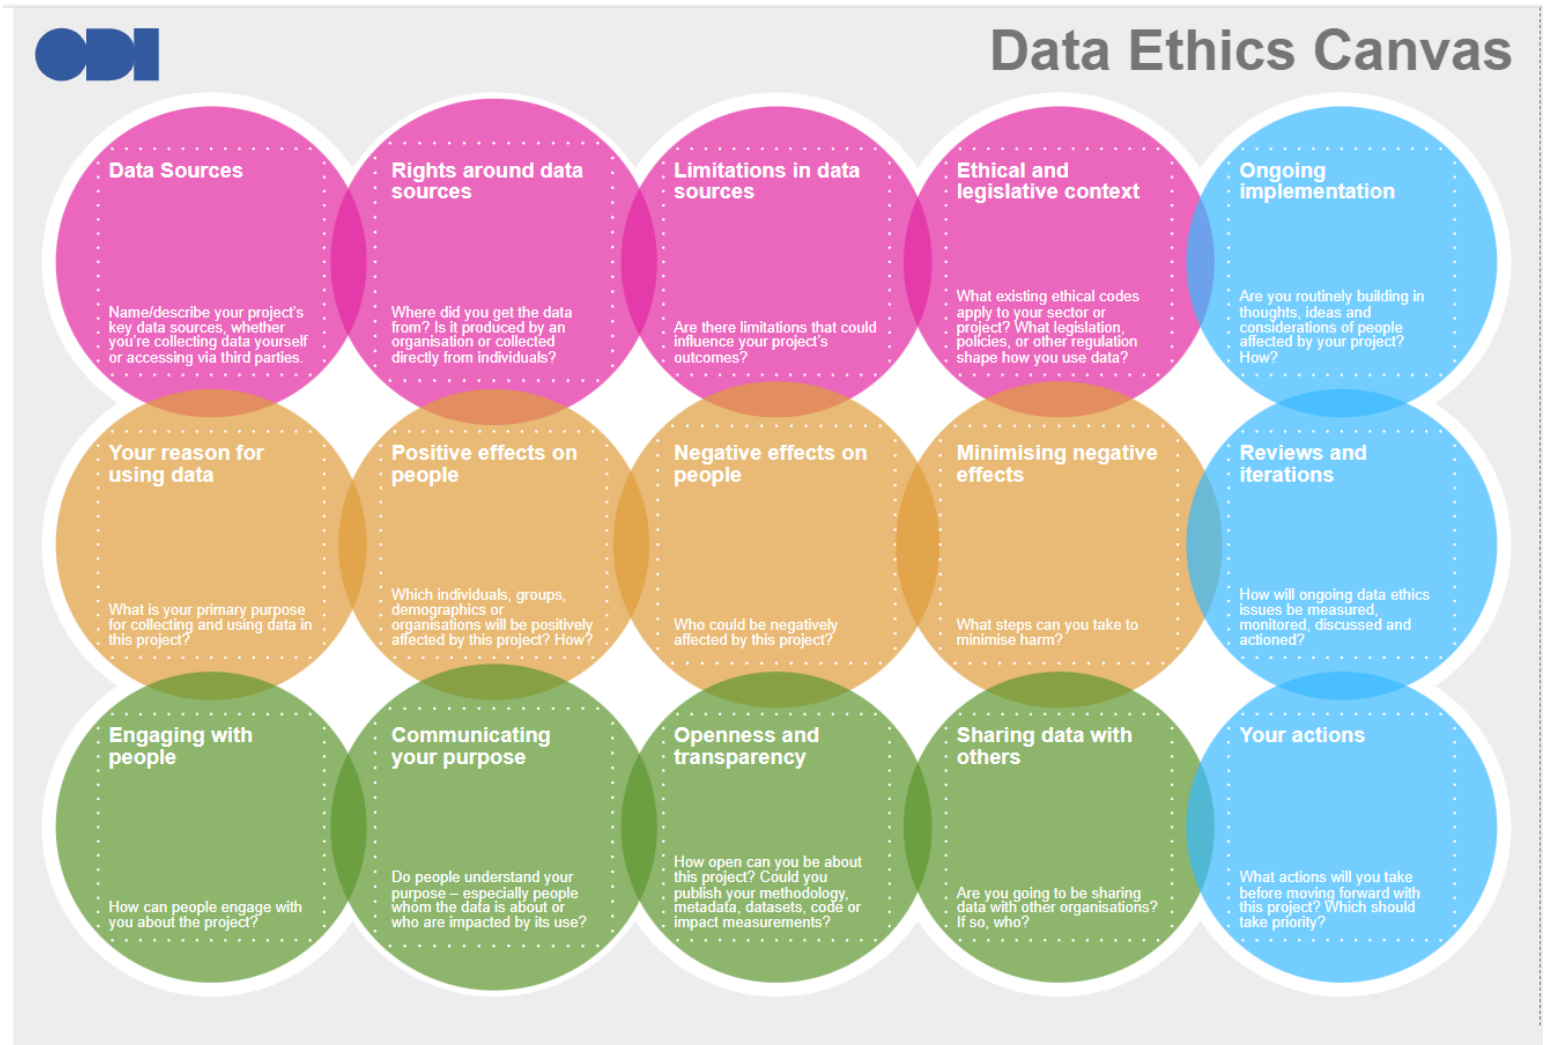 ODI
Data Ethics Canvas
Data Sources
Name/describe your project's
key data sources, whether
you're collecting data yourself
or accessing via third parties.
Rights around data
sources
Where did you get the data
from? Is it produced by an
organisation or collected
directly from individuals?
Limitations in data
sources
Are there limitations that could
influence your project's
outcomes?
Ethical and
legislative context
What existing ethical codes
apply to your sector or
project? What legislation,
policies, or other regulation
shape how you use data?
Ongoing
implementation
Are you routinely building in
thoughts, ideas and
considerations of people
affected by your project?
How?
Your reason for
using data
What is your primary purpose
for collecting and using data in
this project?
Positive effects on
people
Which individuals, groups,
demographics or
organisations will be positively
affected by this project? How?
Negative effects on
people
Who could be negatively
affected by this project?
Minimising negative
effects
What steps can you take to
minimise harm?
Reviews and
iterations
How will ongoing data ethics
issues be measured,
monitored, discussed and
actioned?
Engaging with
people
How can people engage with
you about the project?
Communicating
your purpose
Do people understand your
purpose – especially people
whom the data is about or
who are impacted by its use?
Openness and
transparency
How open can you be about
this project? Could you
publish your methodology,
metadata, datasets, code or
impact measurements?
Sharing data with
others
Are you going to be sharing
data with other organisations?
If so, who?
Your actions
What actions will you take
before moving forward with
this project? Which should
take priority?